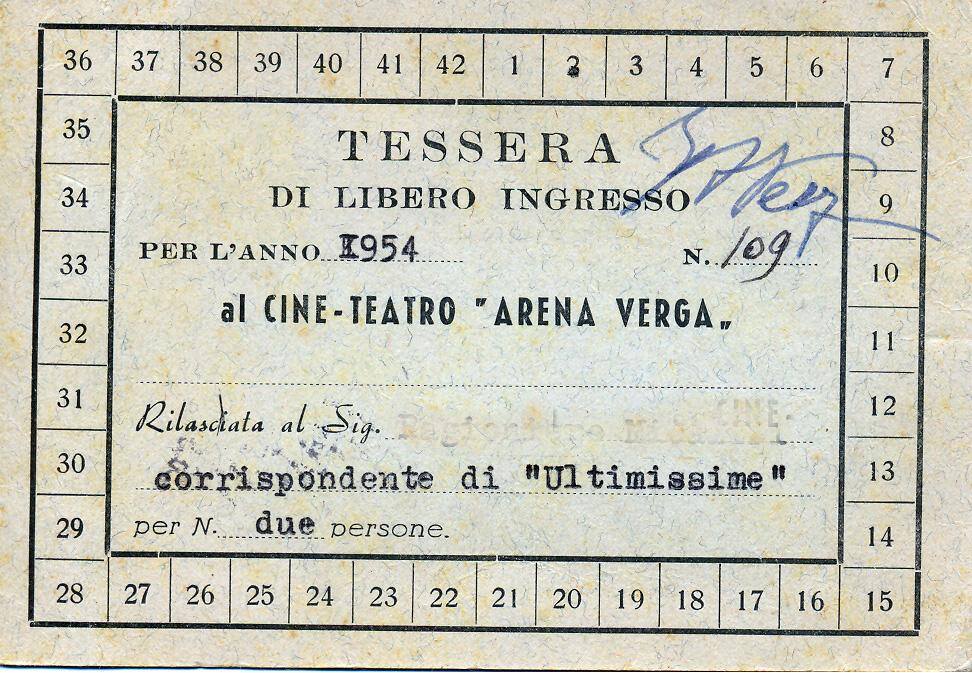 36 37 38 39 40 41 42 1 2 3 4 5 6 7
35 8
34 9
33 10
32 11
31 12
30 13
29 14
28 27 26 25 24 23 22 21 20 19 18 17 16 15
TESSERA
DI LIBERO INGRESSO
PER L'ANNO 1954 N. 109
al CINE-TEATRO "ARENA VERGA„
Rilasciata al Sig.
corrispondente di "Ultimissime"
per N. due persone.